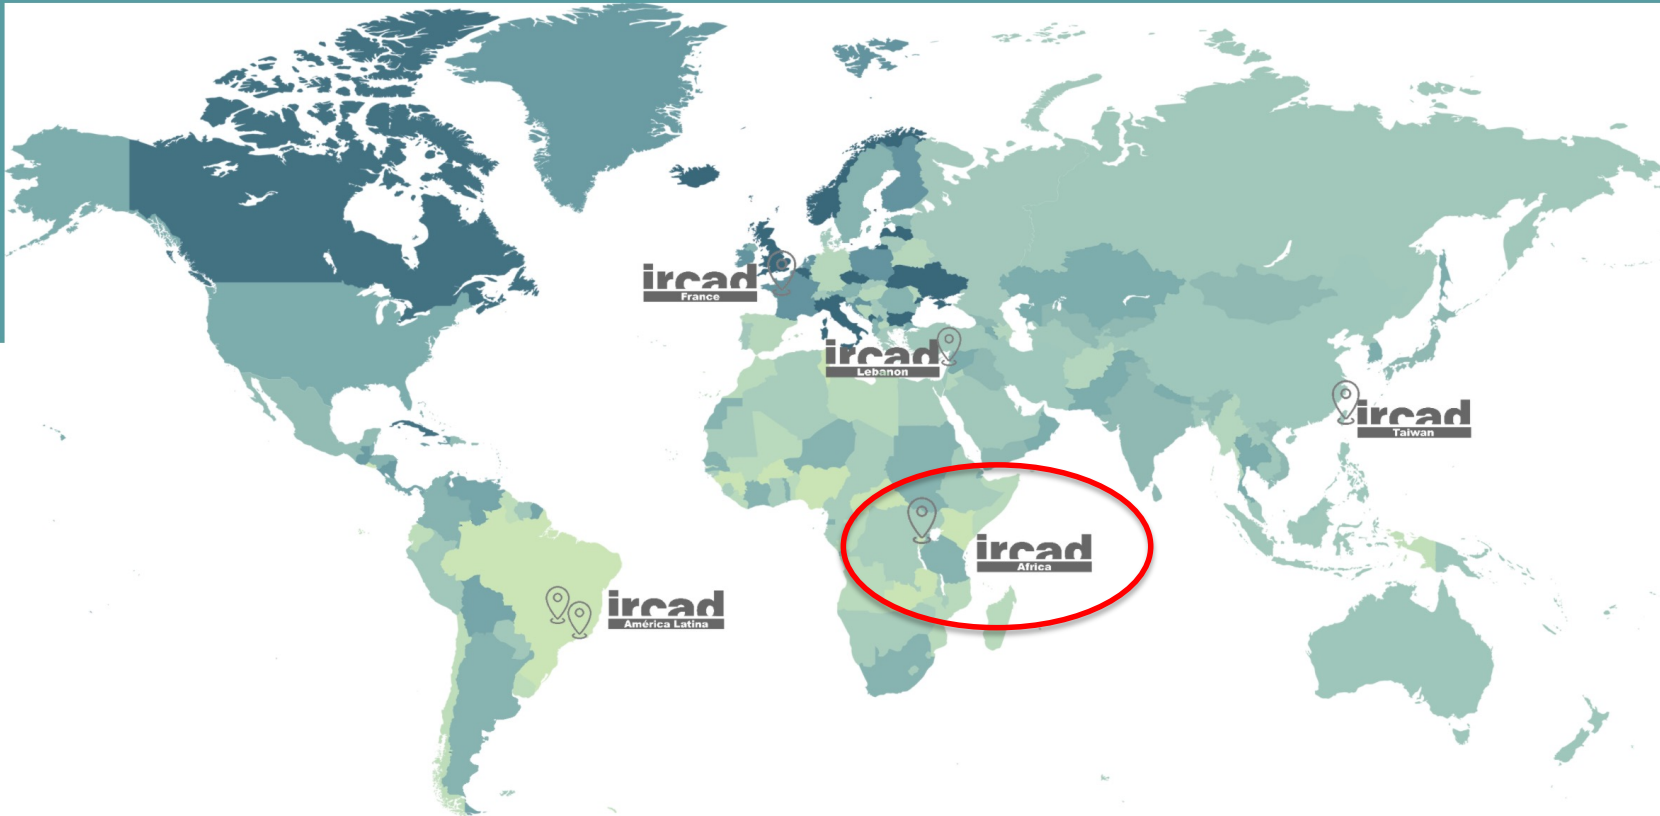 ircad
France
ircad
Lebanon
ircad
Taiwan
ircad
Africa
ircad
América Latina